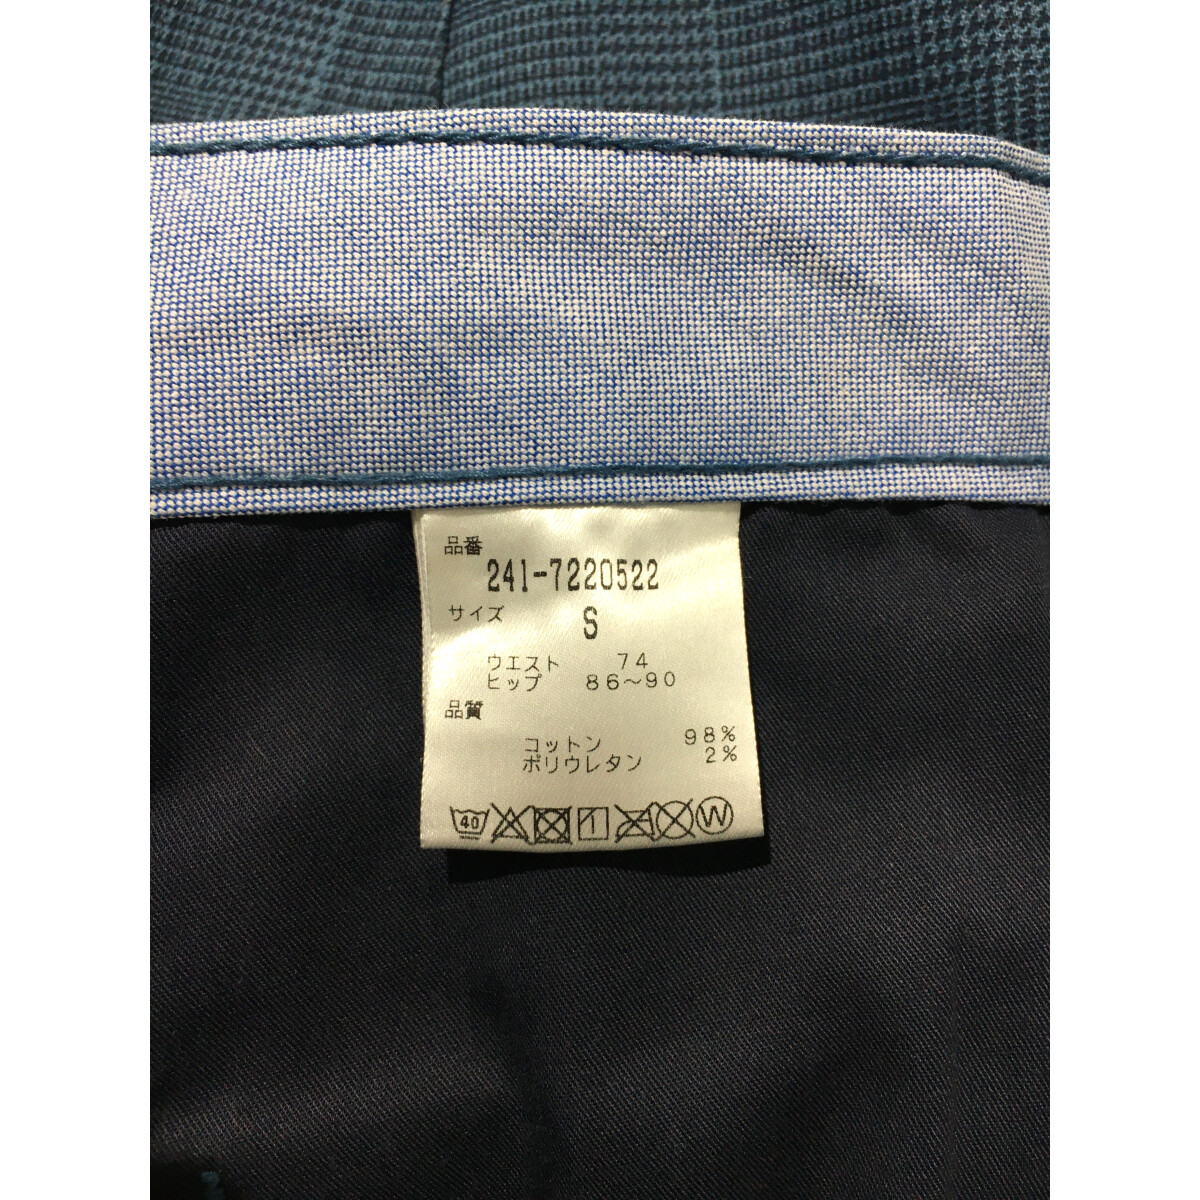 品番
241-7220522
サイズ
S
ウエスト 74
ヒップ 86〜90
品質
コットン 98%
ポリウレタン 2%
40 W